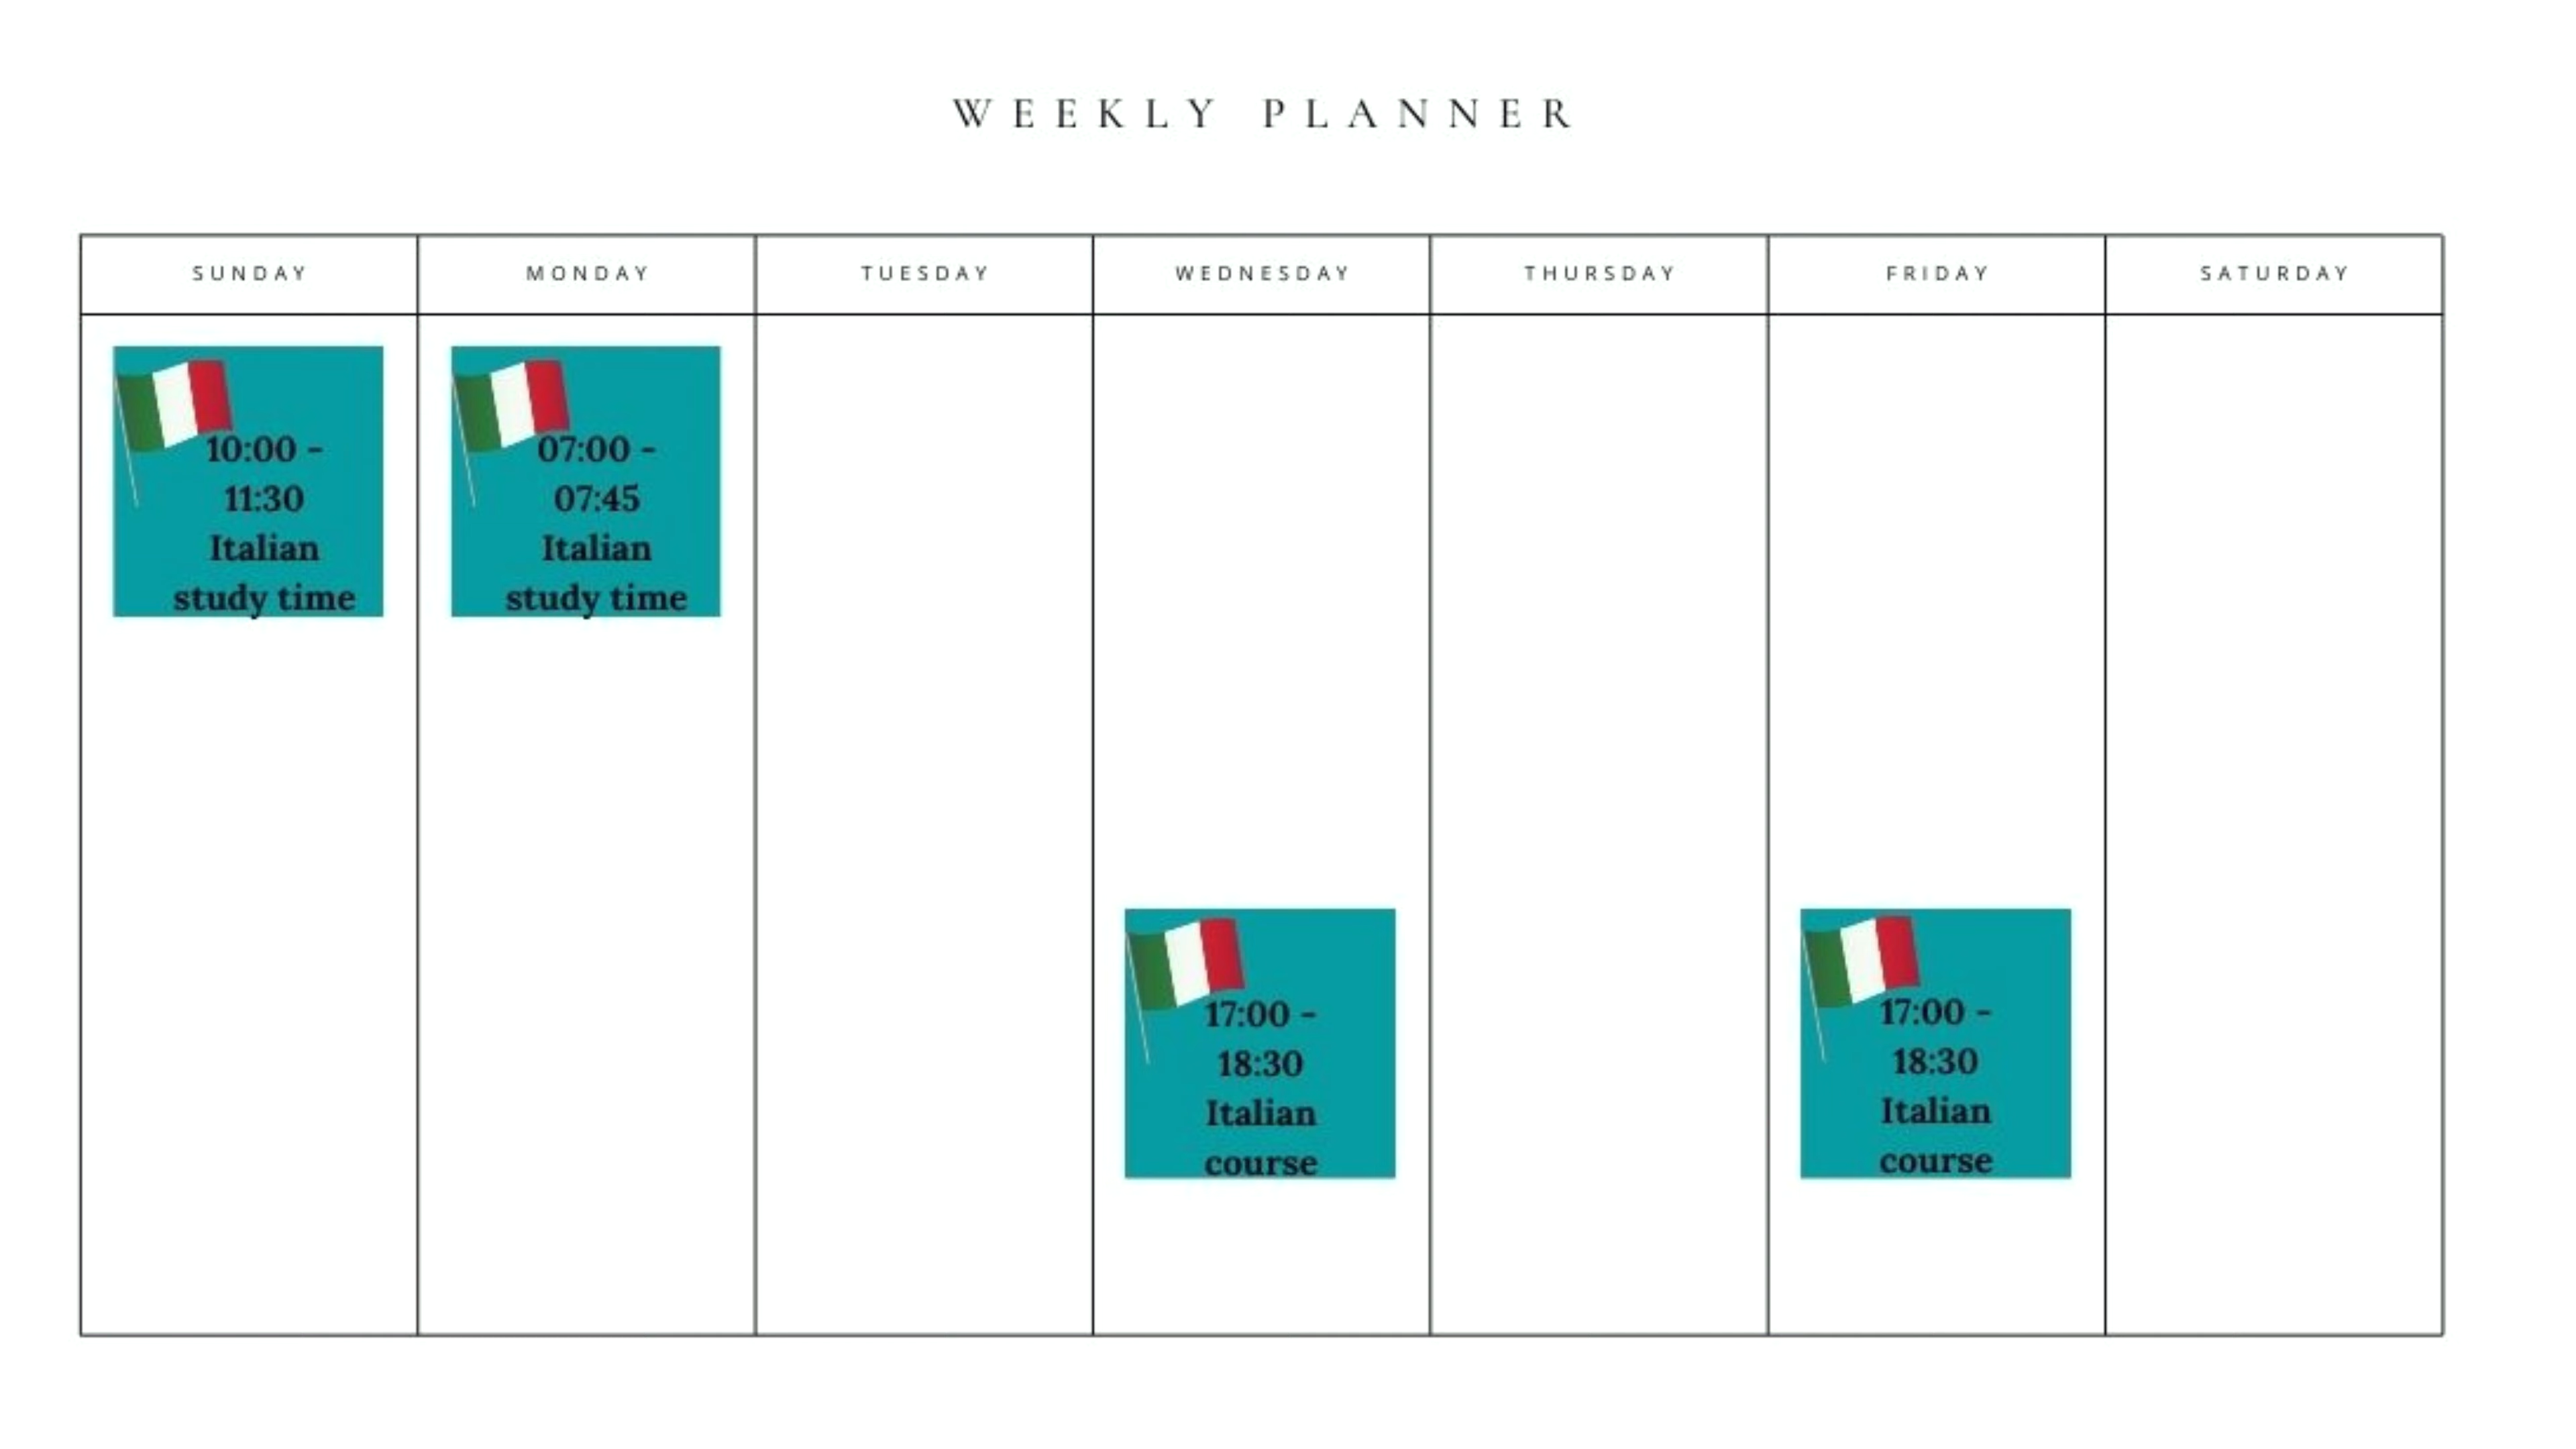 WEEKLY PLANNER
SUNDAY
MONDAY
TUESDAY
WEDNESDAY
THURSDAY
FRIDAY
SATURDAY
10:00 -
11:30
Italian
study time
07:00 -
07:45
Italian
study time
17:00 -
18:30
Italian
course
17:00 -
18:30
Italian
course